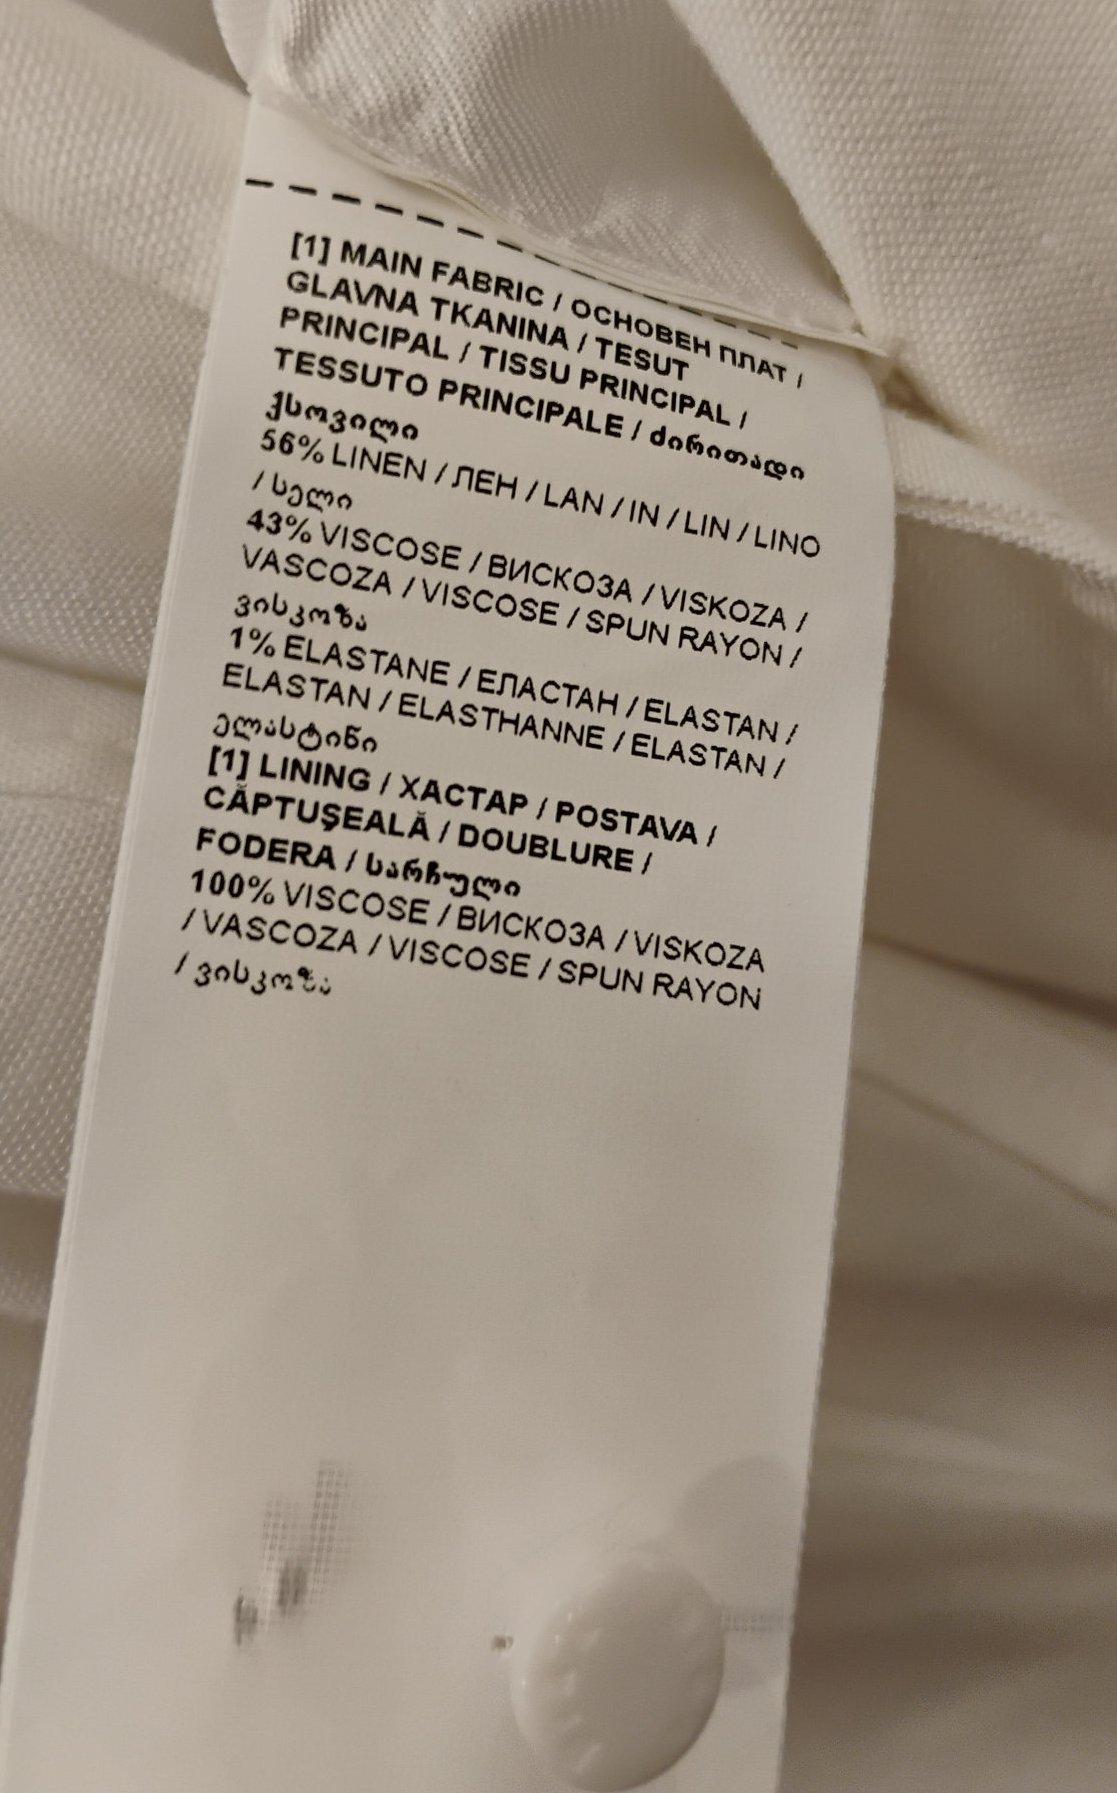 [1] MAIN FABRIC / ОСНОВЕН ПЛАТ /
GLAVNA TKANINA / TESUT
PRINCIPAL / TISSU PRINCIPAL /
TESSUTO PRINCIPALE / ძირითადი
ქსოვილი
56% LINEN / ЛЕН / LAN / IN / LIN / LINO
/ სელი
43% VISCOSE / ВИСКОЗА / VISKOZA /
VASCOZA / VISCOSE / SPUN RAYON /
ვისკოზა
1% ELASTANE / ЕЛАСТАН / ELASTAN /
ELASTAN / ELASTHANNE / ELASTAN /
ელასტინი
[1] LINING / ХАСТАР / POSTAVA /
CĂPTUŞEALĂ / DOUBLURE /
FODERA / სარჩული
100% VISCOSE / ВИСКОЗА / VISKOZA
/ VASCOZA / VISCOSE / SPUN RAYON
/ ვისკოზა